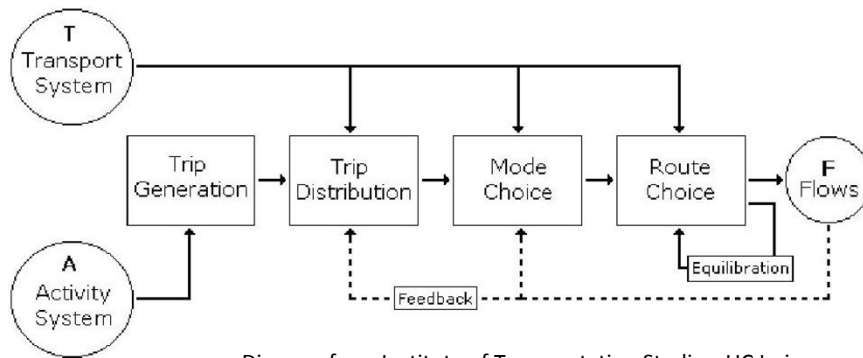 T
Transport
System
Trip
Generation
Trip
Distribution
Mode
Choice
Route
Choice
F
Flows
Equilibration
Feedback
A
Activity
System